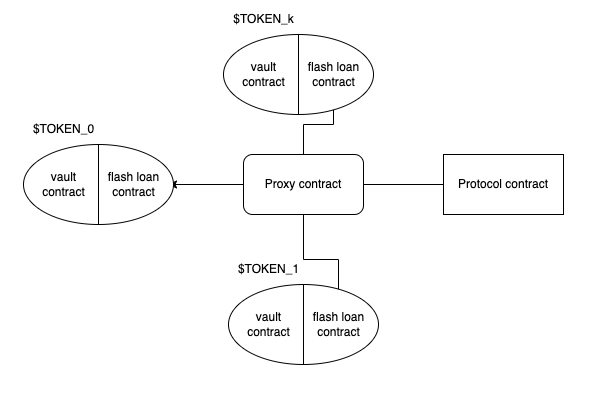 $TOKEN_k
vault
contract
flash loan
contract
$TOKEN_0
vault
contract
flash loan
contract
Proxy contract
Protocol contract
$TOKEN_1
vault
contract
flash loan
contract